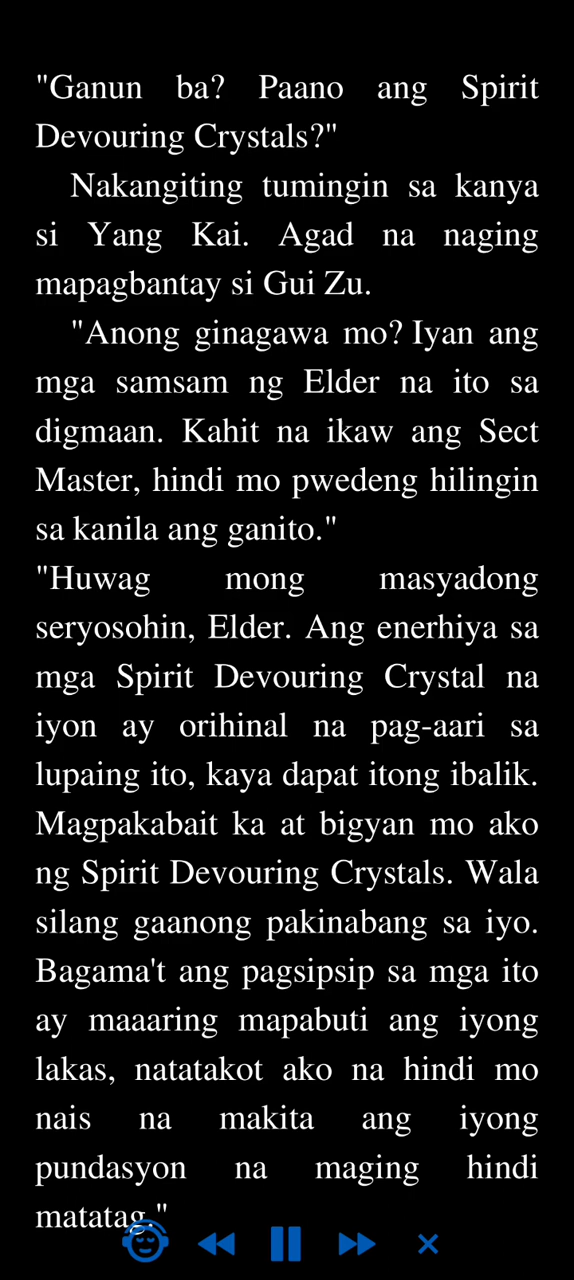 "Ganun ba? Paano ang Spirit
Devouring Crystals?"
Nakangiting tumingin sa kanya
si Yang Kai. Agad na naging
mapagbantay si Gui Zu.
"Anong ginagawa mo? Iyan ang
mga samsam ng Elder na ito sa
digmaan. Kahit na ikaw ang Sect
Master, hindi mo pwedeng hilingin
sa kanila ang ganito."
"Huwag mong masyadong
seryosohin, Elder. Ang enerhiya sa
mga Spirit Devouring Crystal na
iyon ay orihinal na pag-aari sa
lupaing ito, kaya dapat itong ibalik.
Magpakabait ka at bigyan mo ako
ng Spirit Devouring Crystals. Wala
silang gaanong pakinabang sa iyo.
Bagama't ang pagsipsip sa mga ito
ay maaaring mapabuti ang iyong
lakas, natatakot ako na hindi mo
nais na makita ang iyong
pundasyon na maging hindi
matatag."